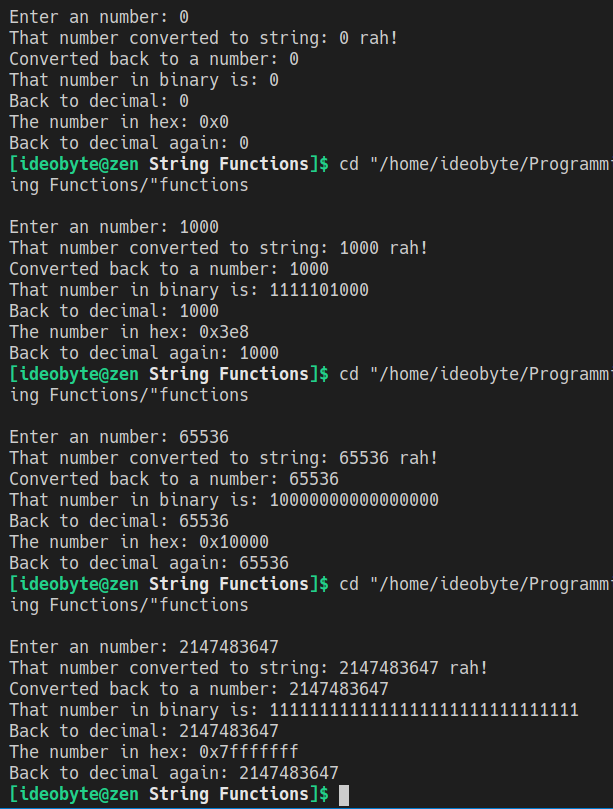 Enter an number: 0
That number converted to string: 0 rah!
Converted back to a number: 0
That number in binary is: 0
Back to decimal: 0
The number in hex: 0x0
Back to decimal again: 0
[ideobyte@zen String Functions]$ cd "/home/ideobyte/Programm
ing Functions/"functions
Enter an number: 1000
That number converted to string: 1000 rah!
Converted back to a number: 1000
That number in binary is: 1111101000
Back to decimal: 1000
The number in hex: 0x3e8
Back to decimal again: 1000
[ideobyte@zen String Functions]$ cd "/home/ideobyte/Programm
ing Functions/"functions
Enter an number: 65536
That number converted to string: 65536 rah!
Converted back to a number: 65536
That number in binary is: 10000000000000000
Back to decimal: 65536
The number in hex: 0x10000
Back to decimal again: 65536
[ideobyte@zen String Functions]$ cd "/home/ideobyte/Programm
ing Functions/"functions
Enter an number: 2147483647
That number converted to string: 2147483647 rah!
Converted back to a number: 2147483647
That number in binary is: 1111111111111111111111111111111
Back to decimal: 2147483647
The number in hex: 0x7fffffff
Back to decimal again: 2147483647
[ideobyte@zen String Functions]$